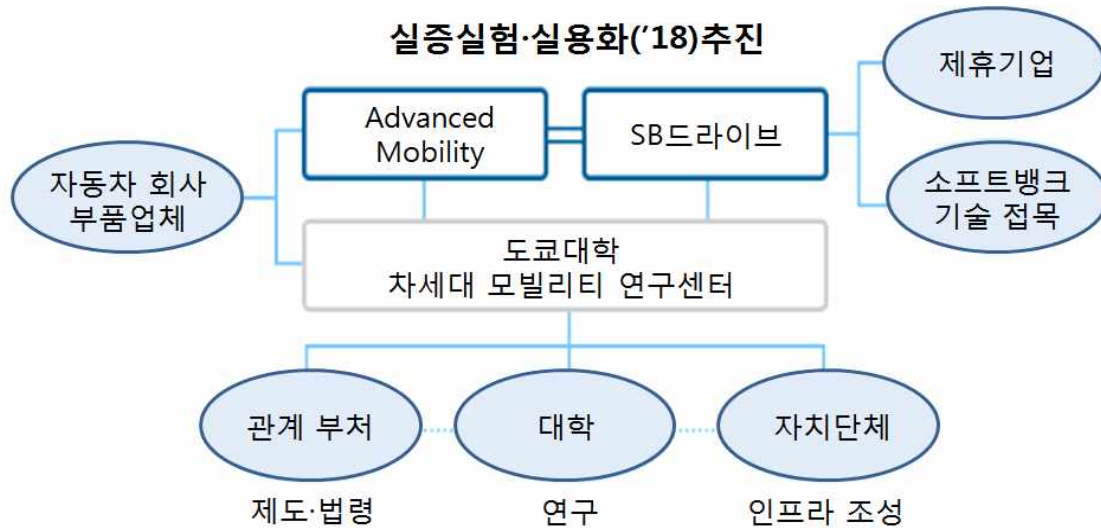 실증실험·실용화(’18)추진
제휴기업
Advanced
Mobility
SB드라이브
자동차 회사
부품업체
소프트뱅크
기술 접목
도쿄대학
차세대 모빌리티 연구센터
관계 부처
대학
자치단체
제도·법령
연구
인프라 조성